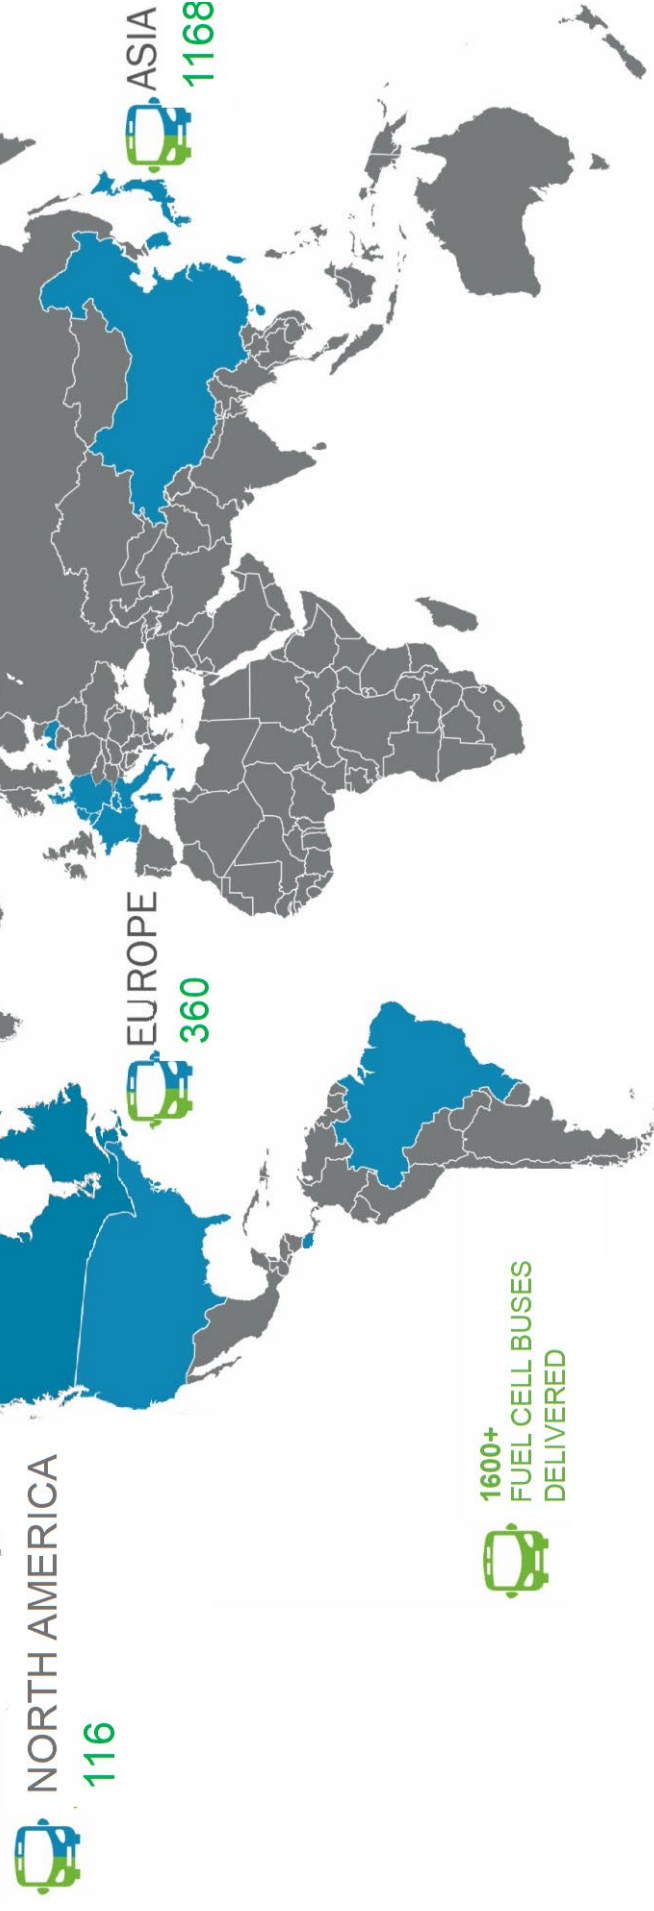 NORTH AMERICA
116
EUROPE
360
ASIA
1168
1600+
FUEL CELL BUSES
DELIVERED